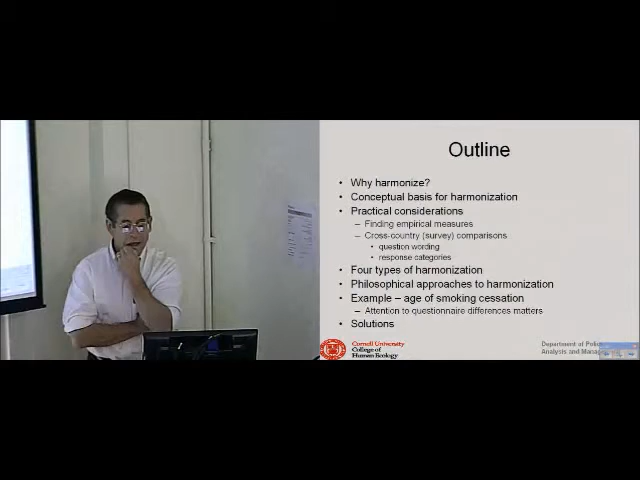 Outline
• Why harmonize?
• Conceptual basis for harmonization
• Practical considerations
– Finding empirical measures
– Cross-country (survey) comparisons
• question wording
• response categories
• Four types of harmonization
• Philosophical approaches to harmonization
• Example – age of smoking cessation
– Attention to questionnaire differences matters
• Solutions
Cornell University
College of
Human Ecology
Department of
Analysis and